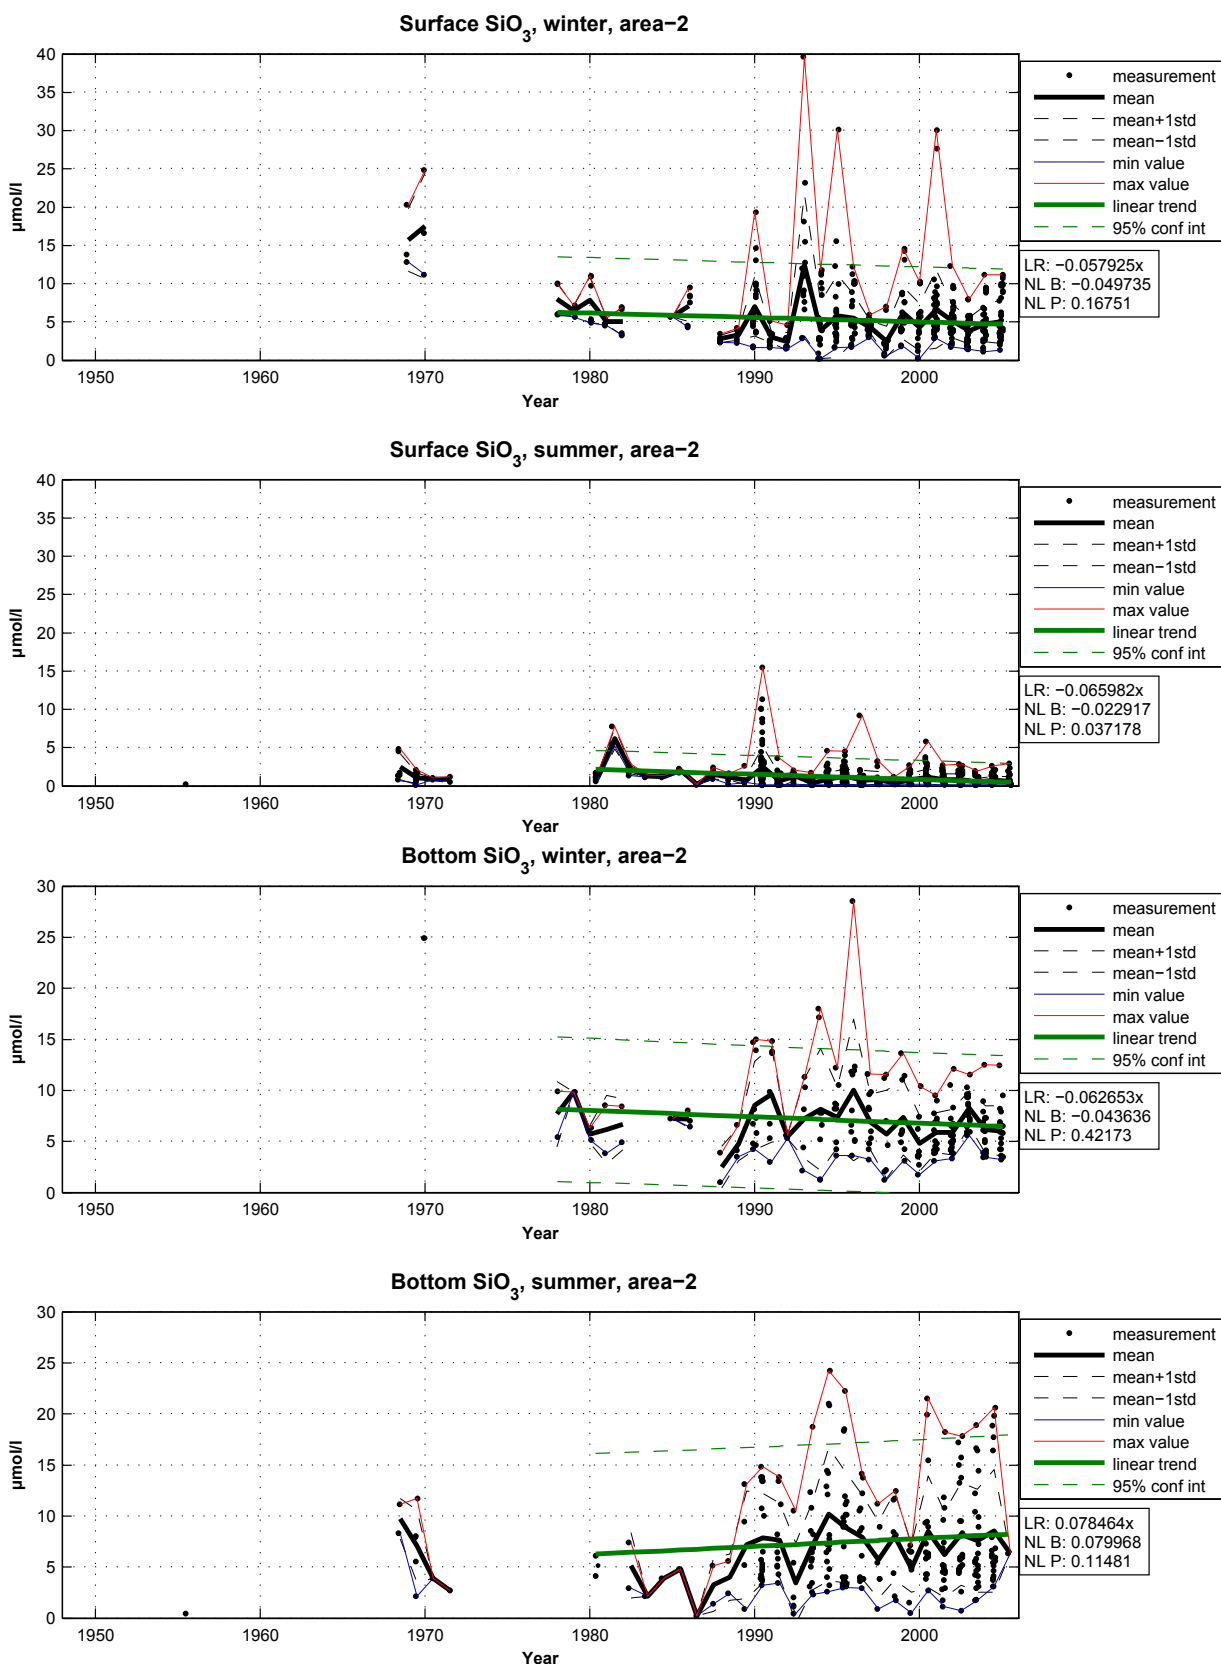 Surface SiO3, winter, area−2
40
35
30
25
20
15
10
5
0
µmol/l
1950 1960 1970 1980 1990 2000
Year
measurement
mean
mean+1std
mean−1std
min value
max value
linear trend
95% conf int
LR: −0.057925x
NL B: −0.049735
NL P: 0.16751
Surface SiO3, summer, area−2
40
35
30
25
20
15
10
5
0
µmol/l
1950 1960 1970 1980 1990 2000
Year
measurement
mean
mean+1std
mean−1std
min value
max value
linear trend
95% conf int
LR: −0.065982x
NL B: −0.022917
NL P: 0.037178
Bottom SiO3, winter, area−2
30
25
20
15
10
5
0
µmol/l
1950 1960 1970 1980 1990 2000
Year
measurement
mean
mean+1std
mean−1std
min value
max value
linear trend
95% conf int
LR: −0.062653x
NL B: −0.043636
NL P: 0.42173
Bottom SiO3, summer, area−2
30
25
20
15
10
5
0
µmol/l
1950 1960 1970 1980 1990 2000
Year
measurement
mean
mean+1std
mean−1std
min value
max value
linear trend
95% conf int
LR: 0.078464x
NL B: 0.079968
NL P: 0.11481